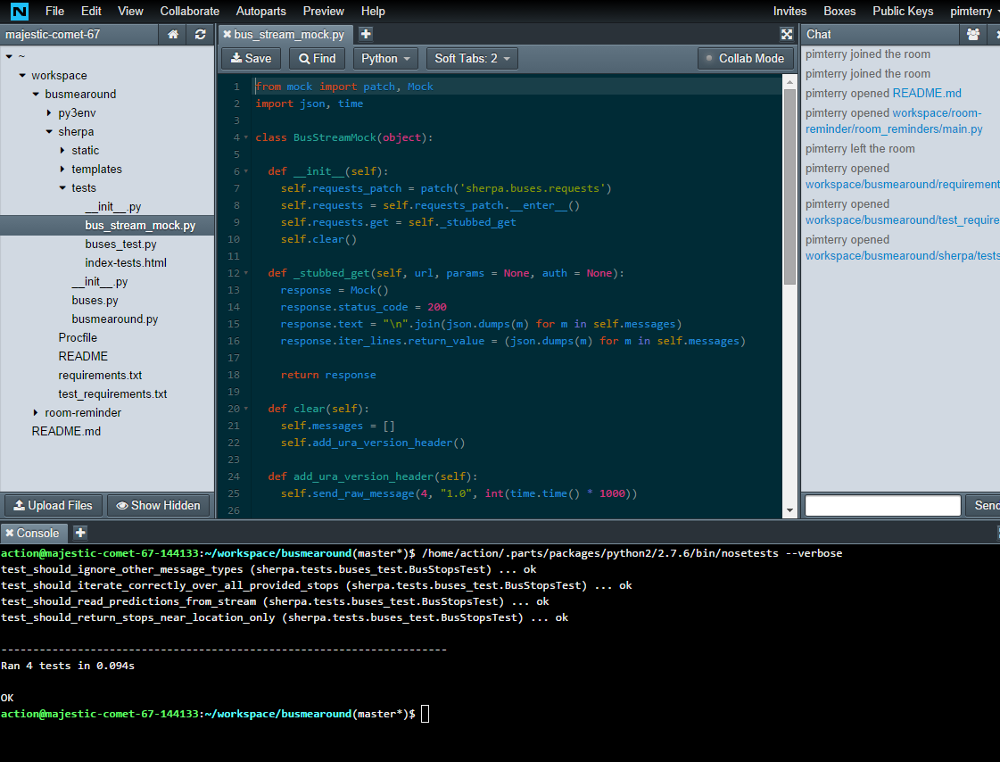 N File Edit View Collaborate Autoparts Preview Help Invites Boxes Public Keys pimterry
majestic-comet-67
~
workspace
busmearound
py3env
sherpa
static
templates
tests
__init__.py
bus_stream_mock.py
buses_test.py
index-tests.html
__init__.py
buses.py
busmearound.py
Procfile
README
requirements.txt
test_requirements.txt
room-reminder
README.md
Upload Files Show Hidden
bus_stream_mock.py
Save Find Python Soft Tabs: 2 Collab Mode
1 from mock import patch, Mock
2 import json, time
3
4 class BusStreamMock(object):
5
6 def __init__(self):
7 self.requests_patch = patch('sherpa.buses.requests')
8 self.requests = self.requests_patch.__enter__()
9 self.requests.get = self._stubbed_get
10 self.clear()
11
12 def _stubbed_get(self, url, params = None, auth = None):
13 response = Mock()
14 response.status_code = 200
15 response.text = "\n".join(json.dumps(m) for m in self.messages)
16 response.iter_lines.return_value = (json.dumps(m) for m in self.messages)
17
18 return response
19
20 def clear(self):
21 self.messages = []
22 self.add_ura_version_header()
23
24 def add_ura_version_header(self):
25 self.send_raw_message(4, "1.0", int(time.time() * 1000))
26
Chat
pimterry joined the room
pimterry joined the room
pimterry opened README.md
pimterry opened workspace/room-
reminder/room_reminders/main.py
pimterry left the room
pimterry opened
workspace/busmearound/requirement
pimterry opened
workspace/busmearound/test_require
pimterry opened
workspace/busmearound/sherpa/tests
Send
Console
action@majestic-comet-67-144133:~/workspace/busmearound(master*)$ /home/action/.parts/packages/python2/2.7.6/bin/nosetests --verbose
test_should_ignore_other_message_types (sherpa.tests.buses_test.BusStopsTest) ... ok
test_should_iterate_correctly_over_all_provided_stops (sherpa.tests.buses_test.BusStopsTest) ... ok
test_should_read_predictions_from_stream (sherpa.tests.buses_test.BusStopsTest) ... ok
test_should_return_stops_near_location_only (sherpa.tests.buses_test.BusStopsTest) ... ok
----------------------------------------------------------------------
Ran 4 tests in 0.094s
OK
action@majestic-comet-67-144133:~/workspace/busmearound(master*)$